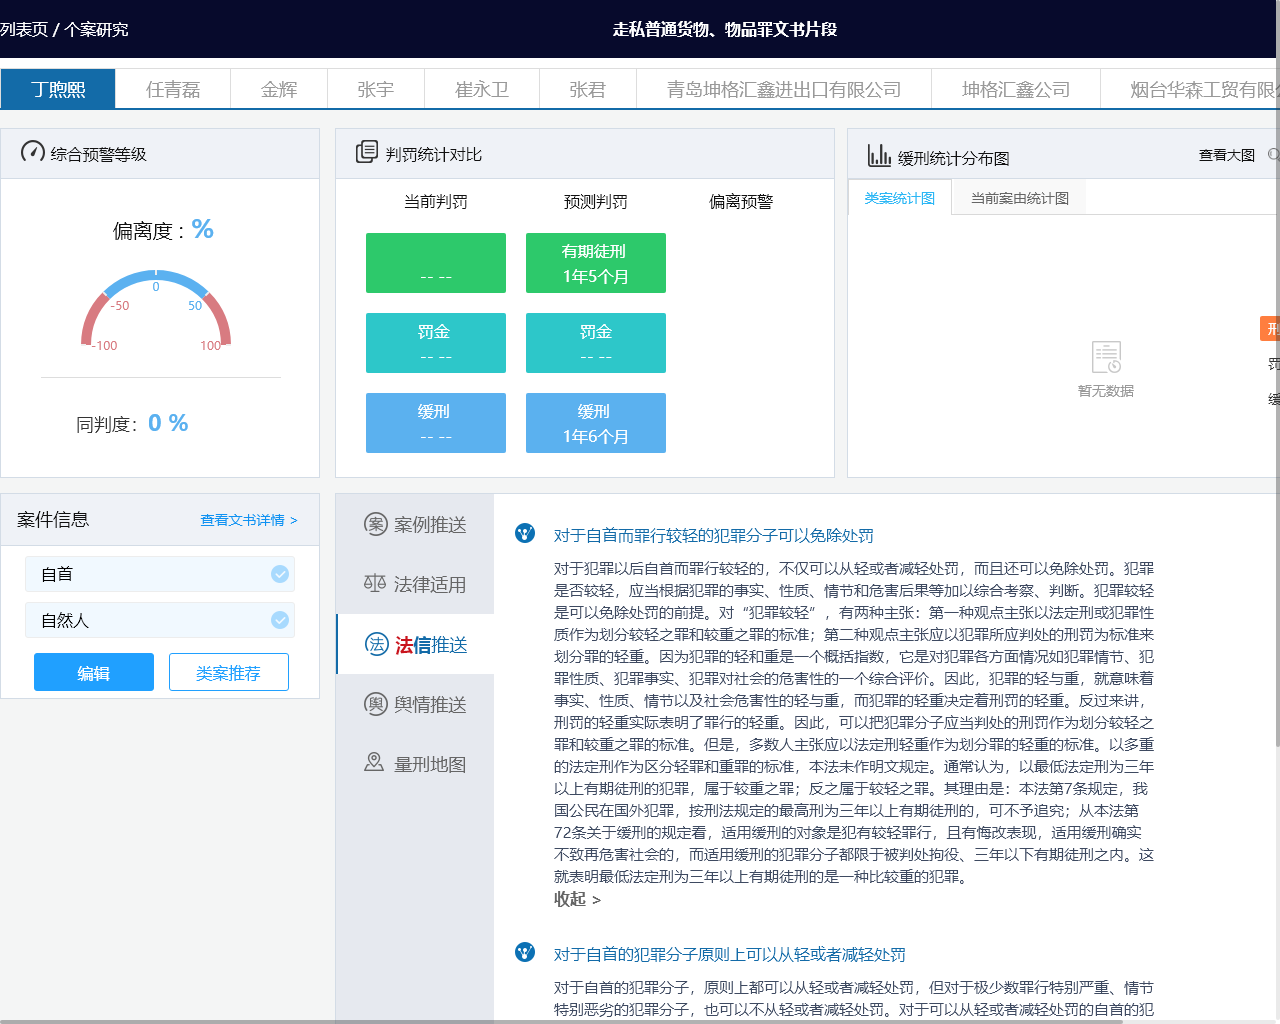 列表页 / 个案研究
走私普通货物、物品罪文书片段
丁煦熙
任青磊
金辉
张宇
崔永卫
张君
青岛坤格汇鑫进出口有限公司
坤格汇鑫公司
烟台华森工贸有限
综合预警等级
偏离度：%
0
-50
50
-100
100
同判度：0 %
判罚统计对比
当前判罚
预测判罚
偏离预警
-- --
有期徒刑
1年5个月
罚金
-- --
罚金
-- --
缓刑
-- --
缓刑
1年6个月
缓刑统计分布图
查看大图
类案统计图
当前案由统计图
暂无数据
刑
罚
缓
案件信息
查看文书详情 >
自首
自然人
编辑
类案推荐
案 案例推送
法律适用
法 法信推送
舆 舆情推送
量刑地图
对于自首而罪行较轻的犯罪分子可以免除处罚
对于犯罪以后自首而罪行较轻的，不仅可以从轻或者减轻处罚，而且还可以免除处罚。犯罪
是否较轻，应当根据犯罪的事实、性质、情节和危害后果等加以综合考察、判断。犯罪较轻
是可以免除处罚的前提。对“犯罪较轻”，有两种主张：第一种观点主张以法定刑或犯罪性
质作为划分较轻之罪和较重之罪的标准；第二种观点主张应以犯罪所应判处的刑罚为标准来
划分罪的轻重。因为犯罪的轻和重是一个概括指数，它是对犯罪各方面情况如犯罪情节、犯
罪性质、犯罪事实、犯罪对社会的危害性的一个综合评价。因此，犯罪的轻与重，就意味着
事实、性质、情节以及社会危害性的轻与重，而犯罪的轻重决定着刑罚的轻重。反过来讲，
刑罚的轻重实际表明了罪行的轻重。因此，可以把犯罪分子应当判处的刑罚作为划分较轻之
罪和较重之罪的标准。但是，多数人主张应以法定刑轻重作为划分罪的轻重的标准。以多重
的法定刑作为区分轻罪和重罪的标准，本法未作明文规定。通常认为，以最低法定刑为三年
以上有期徒刑的犯罪，属于较重之罪；反之属于较轻之罪。其理由是：本法第7条规定，我
国公民在国外犯罪，按刑法规定的最高刑为三年以上有期徒刑的，可不予追究；从本法第
72条关于缓刑的规定看，适用缓刑的对象是犯有较轻罪行，且有悔改表现，适用缓刑确实
不致再危害社会的，而适用缓刑的犯罪分子都限于被判处拘役、三年以下有期徒刑之内。这
就表明最低法定刑为三年以上有期徒刑的是一种比较重的犯罪。
收起 >
对于自首的犯罪分子原则上可以从轻或者减轻处罚
对于自首的犯罪分子，原则上都可以从轻或者减轻处罚，但对于极少数罪行特别严重、情节
特别恶劣的犯罪分子，也可以不从轻或者减轻处罚。对于可以从轻或者减轻处罚的自首的犯